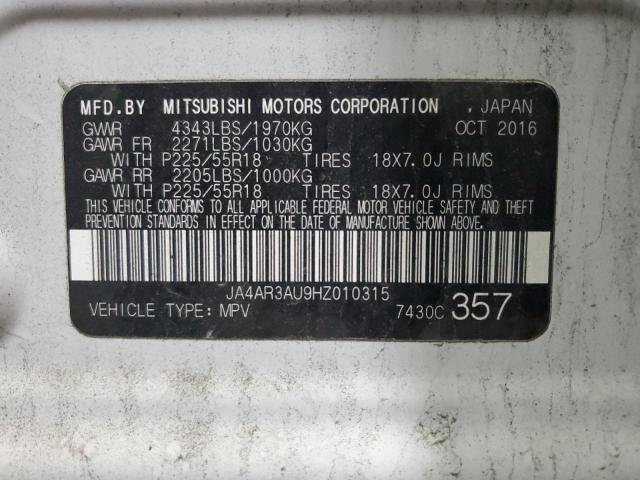 MFD.BY MITSUBISHI MOTORS CORPORATION , JAPAN
GVWR 4343LBS/1970KG OCT 2016
GAWR FR 2271LBS/1030KG
WITH P225/55R18 TIRES 18X7.0J RIMS
GAWR RR 2205LBS/1000KG
WITH P225/55R18 TIRES 18X7.0J RIMS
THIS VEHICLE CONFORMS TO ALL APPLICABLE FEDERAL MOTOR VEHICLE SAFETY AND THEFT
PREVENTION STANDARDS IN EFFECT ON THE DATE OF MANUFACTURE SHOWN ABOVE.
JA4AR3AU9HZ010315
VEHICLE TYPE: MPV 7430C 357